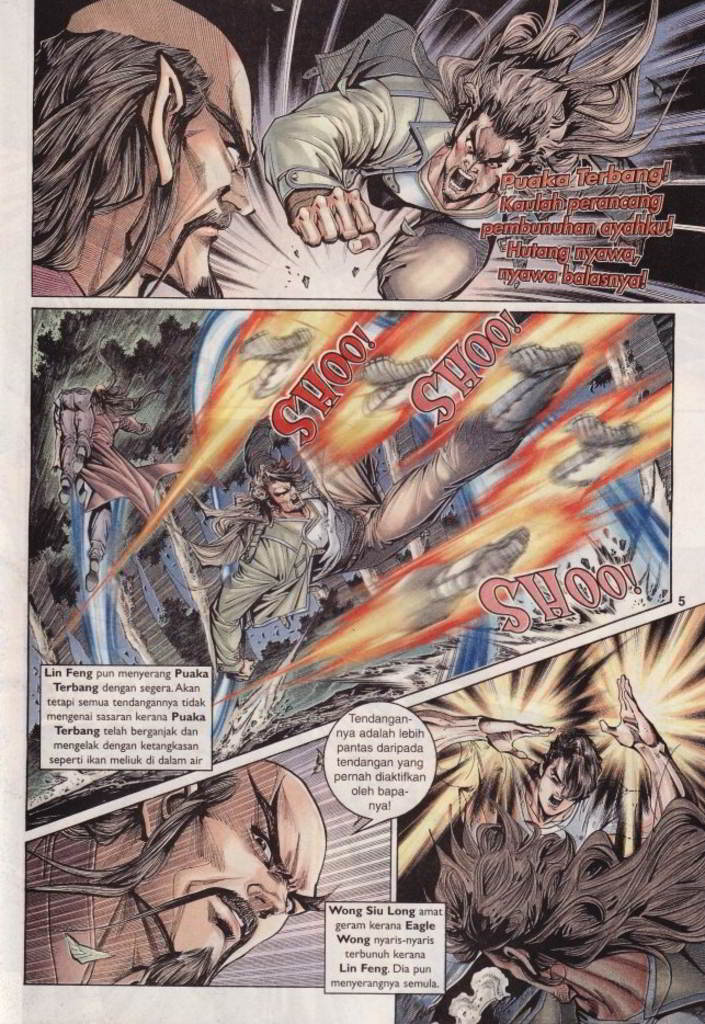 Puaka Terbang!
Kaulah perancang
pembunuhan ayahku!
Hutang nyawa,
nyawa balasnya!
SHOO!
SHOO!
SHOO!
5
Lin Feng pun menyerang Puaka
Terbang dengan segera. Akan
tetapi semua tendangannya tidak
mengenai sasaran kerana Puaka
Terbang telah berganjak dan
mengelak dengan ketangkasan
seperti ikan meliuk di dalam air
Tendangan-
nya adalah lebih
pantas daripada
tendangan yang
pernah diaktifkan
oleh bapa-
nya!
Wong Siu Long amat
geram kerana Eagle
Wong nyaris-nyaris
terbunuh kerana
Lin Feng. Dia pun
menyerangnya semula.